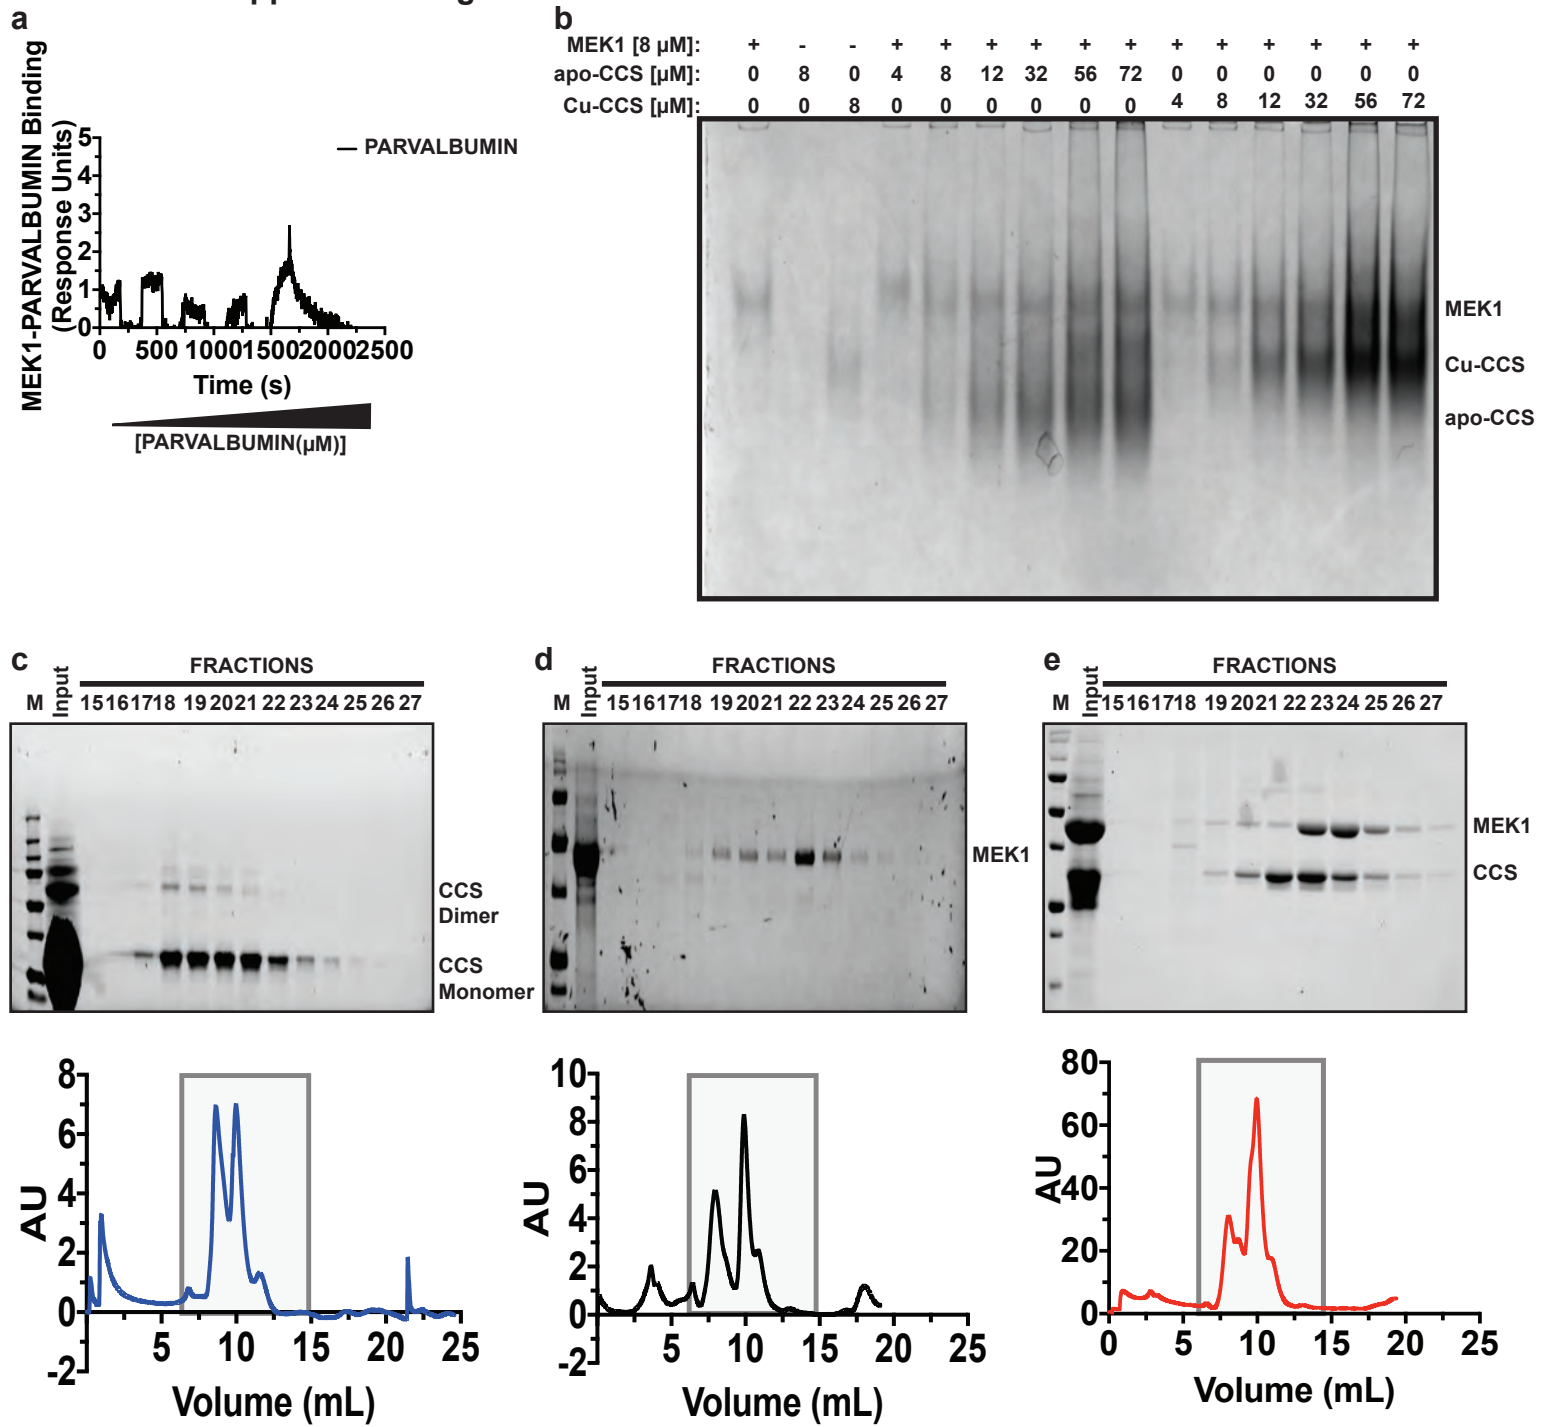 a
MEK1-PARVALBUMIN Binding
(Response Units)
5
4
3
2
1
0
0 500 1000 1500 2000 2500
Time (s)
PARVALBUMIN
[PARVALBUMIN(µM)]
b
MEK1 [8 µM]: + - - + + + + + + + + + + + +
apo-CCS [µM]: 0 8 0 4 8 12 32 56 72 0 0 0 0 0 0
Cu-CCS [µM]: 0 0 8 0 0 0 0 0 0 4 8 12 32 56 72
MEK1
Cu-CCS
apo-CCS
c
FRACTIONS
M Input 15 16 17 18 19 20 21 22 23 24 25 26 27
CCS
Dimer
CCS
Monomer
8
6
4
2
0
-2
AU
5 10 15 20 25
Volume (mL)
d
FRACTIONS
M Input 15 16 17 18 19 20 21 22 23 24 25 26 27
MEK1
10
8
6
4
2
0
-2
AU
5 10 15 20 25
Volume (mL)
e
FRACTIONS
M Input 15 16 17 18 19 20 21 22 23 24 25 26 27
MEK1
CCS
80
60
40
20
0
AU
0 5 10 15 20 25
Volume (mL)